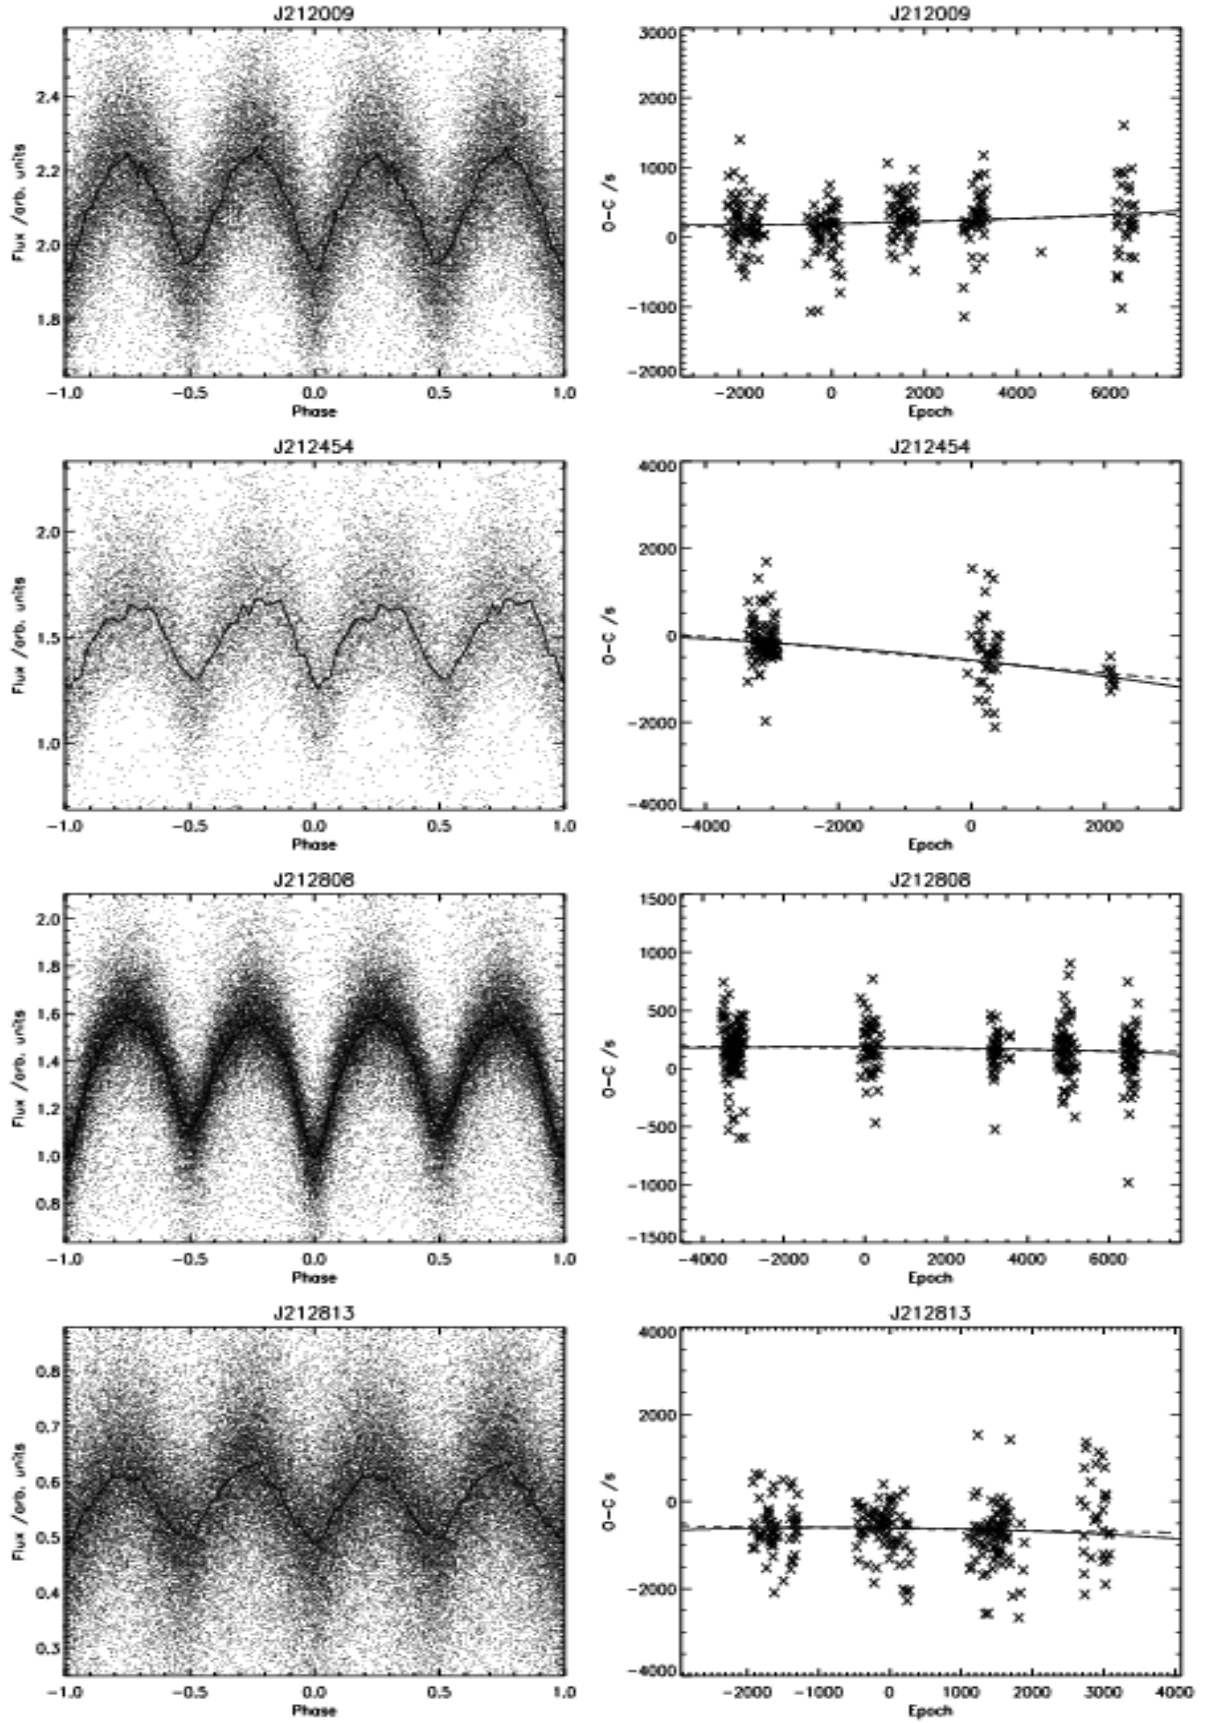 J212009
J212009
Flux /arb. units
2.4
2.2
2.0
1.8
-1.0 -0.5 0.0 0.5 1.0
Phase
O-C /s
3000
2000
1000
0
-1000
-2000
-2000 0 2000 4000 6000
Epoch
J212454
J212454
Flux /arb. units
2.0
1.5
1.0
-1.0 -0.5 0.0 0.5 1.0
Phase
O-C /s
4000
2000
0
-2000
-4000
-4000 -2000 0 2000
Epoch
J212808
J212808
Flux /arb. units
2.0
1.8
1.6
1.4
1.2
1.0
0.8
-1.0 -0.5 0.0 0.5 1.0
Phase
O-C /s
1500
1000
500
0
-500
-1000
-1500
-4000 -2000 0 2000 4000 6000
Epoch
J212813
J212813
Flux /arb. units
0.8
0.7
0.6
0.5
0.4
0.3
-1.0 -0.5 0.0 0.5 1.0
Phase
O-C /s
4000
2000
0
-2000
-4000
-2000 -1000 0 1000 2000 3000 4000
Epoch